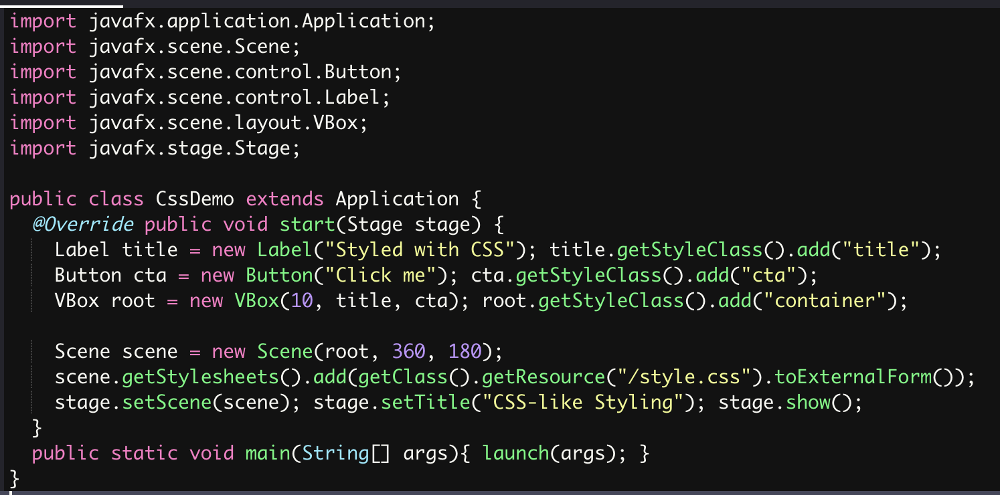 import javafx.application.Application;
import javafx.scene.Scene;
import javafx.scene.control.Button;
import javafx.scene.control.Label;
import javafx.scene.layout.VBox;
import javafx.stage.Stage;

public class CssDemo extends Application {
  @Override public void start(Stage stage) {
    Label title = new Label("Styled with CSS"); title.getStyleClass().add("title");
    Button cta = new Button("Click me"); cta.getStyleClass().add("cta");
    VBox root = new VBox(10, title, cta); root.getStyleClass().add("container");

    Scene scene = new Scene(root, 360, 180);
    scene.getStylesheets().add(getClass().getResource("/style.css").toExternalForm());
    stage.setScene(scene); stage.setTitle("CSS-like Styling"); stage.show();
  }
  public static void main(String[] args){ launch(args); }
}